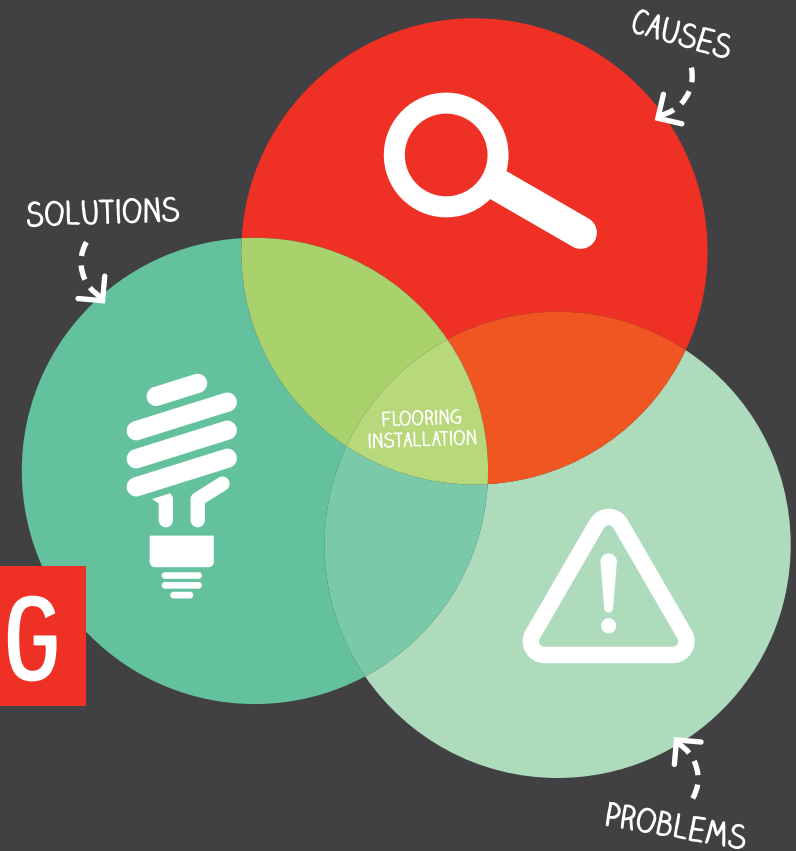 CAUSES
SOLUTIONS
FLOORING
INSTALLATION
G
PROBLEMS